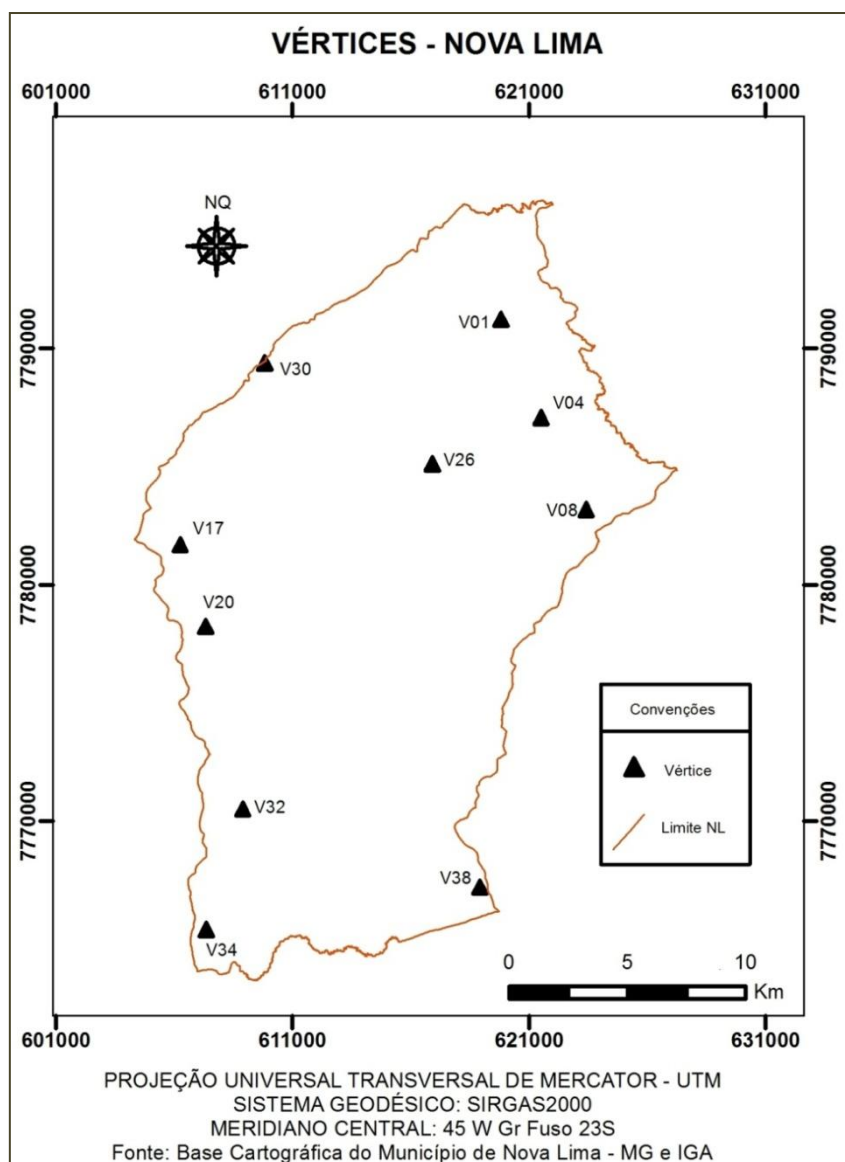 VÉRTICES - NOVA LIMA
601000 611000 621000 631000
NQ
V01
7790000 7790000
V30
V04
V26
V08
V17
7780000 7780000
V20
Convenções
Vértice
V32
7770000 7770000
Limite NL
V38
V34
0 5 10
Km
601000 611000 621000 631000
PROJEÇÃO UNIVERSAL TRANSVERSAL DE MERCATOR - UTM
SISTEMA GEODÉSICO: SIRGAS2000
MERIDIANO CENTRAL: 45 W Gr Fuso 23S
Fonte: Base Cartográfica do Município de Nova Lima - MG e IGA